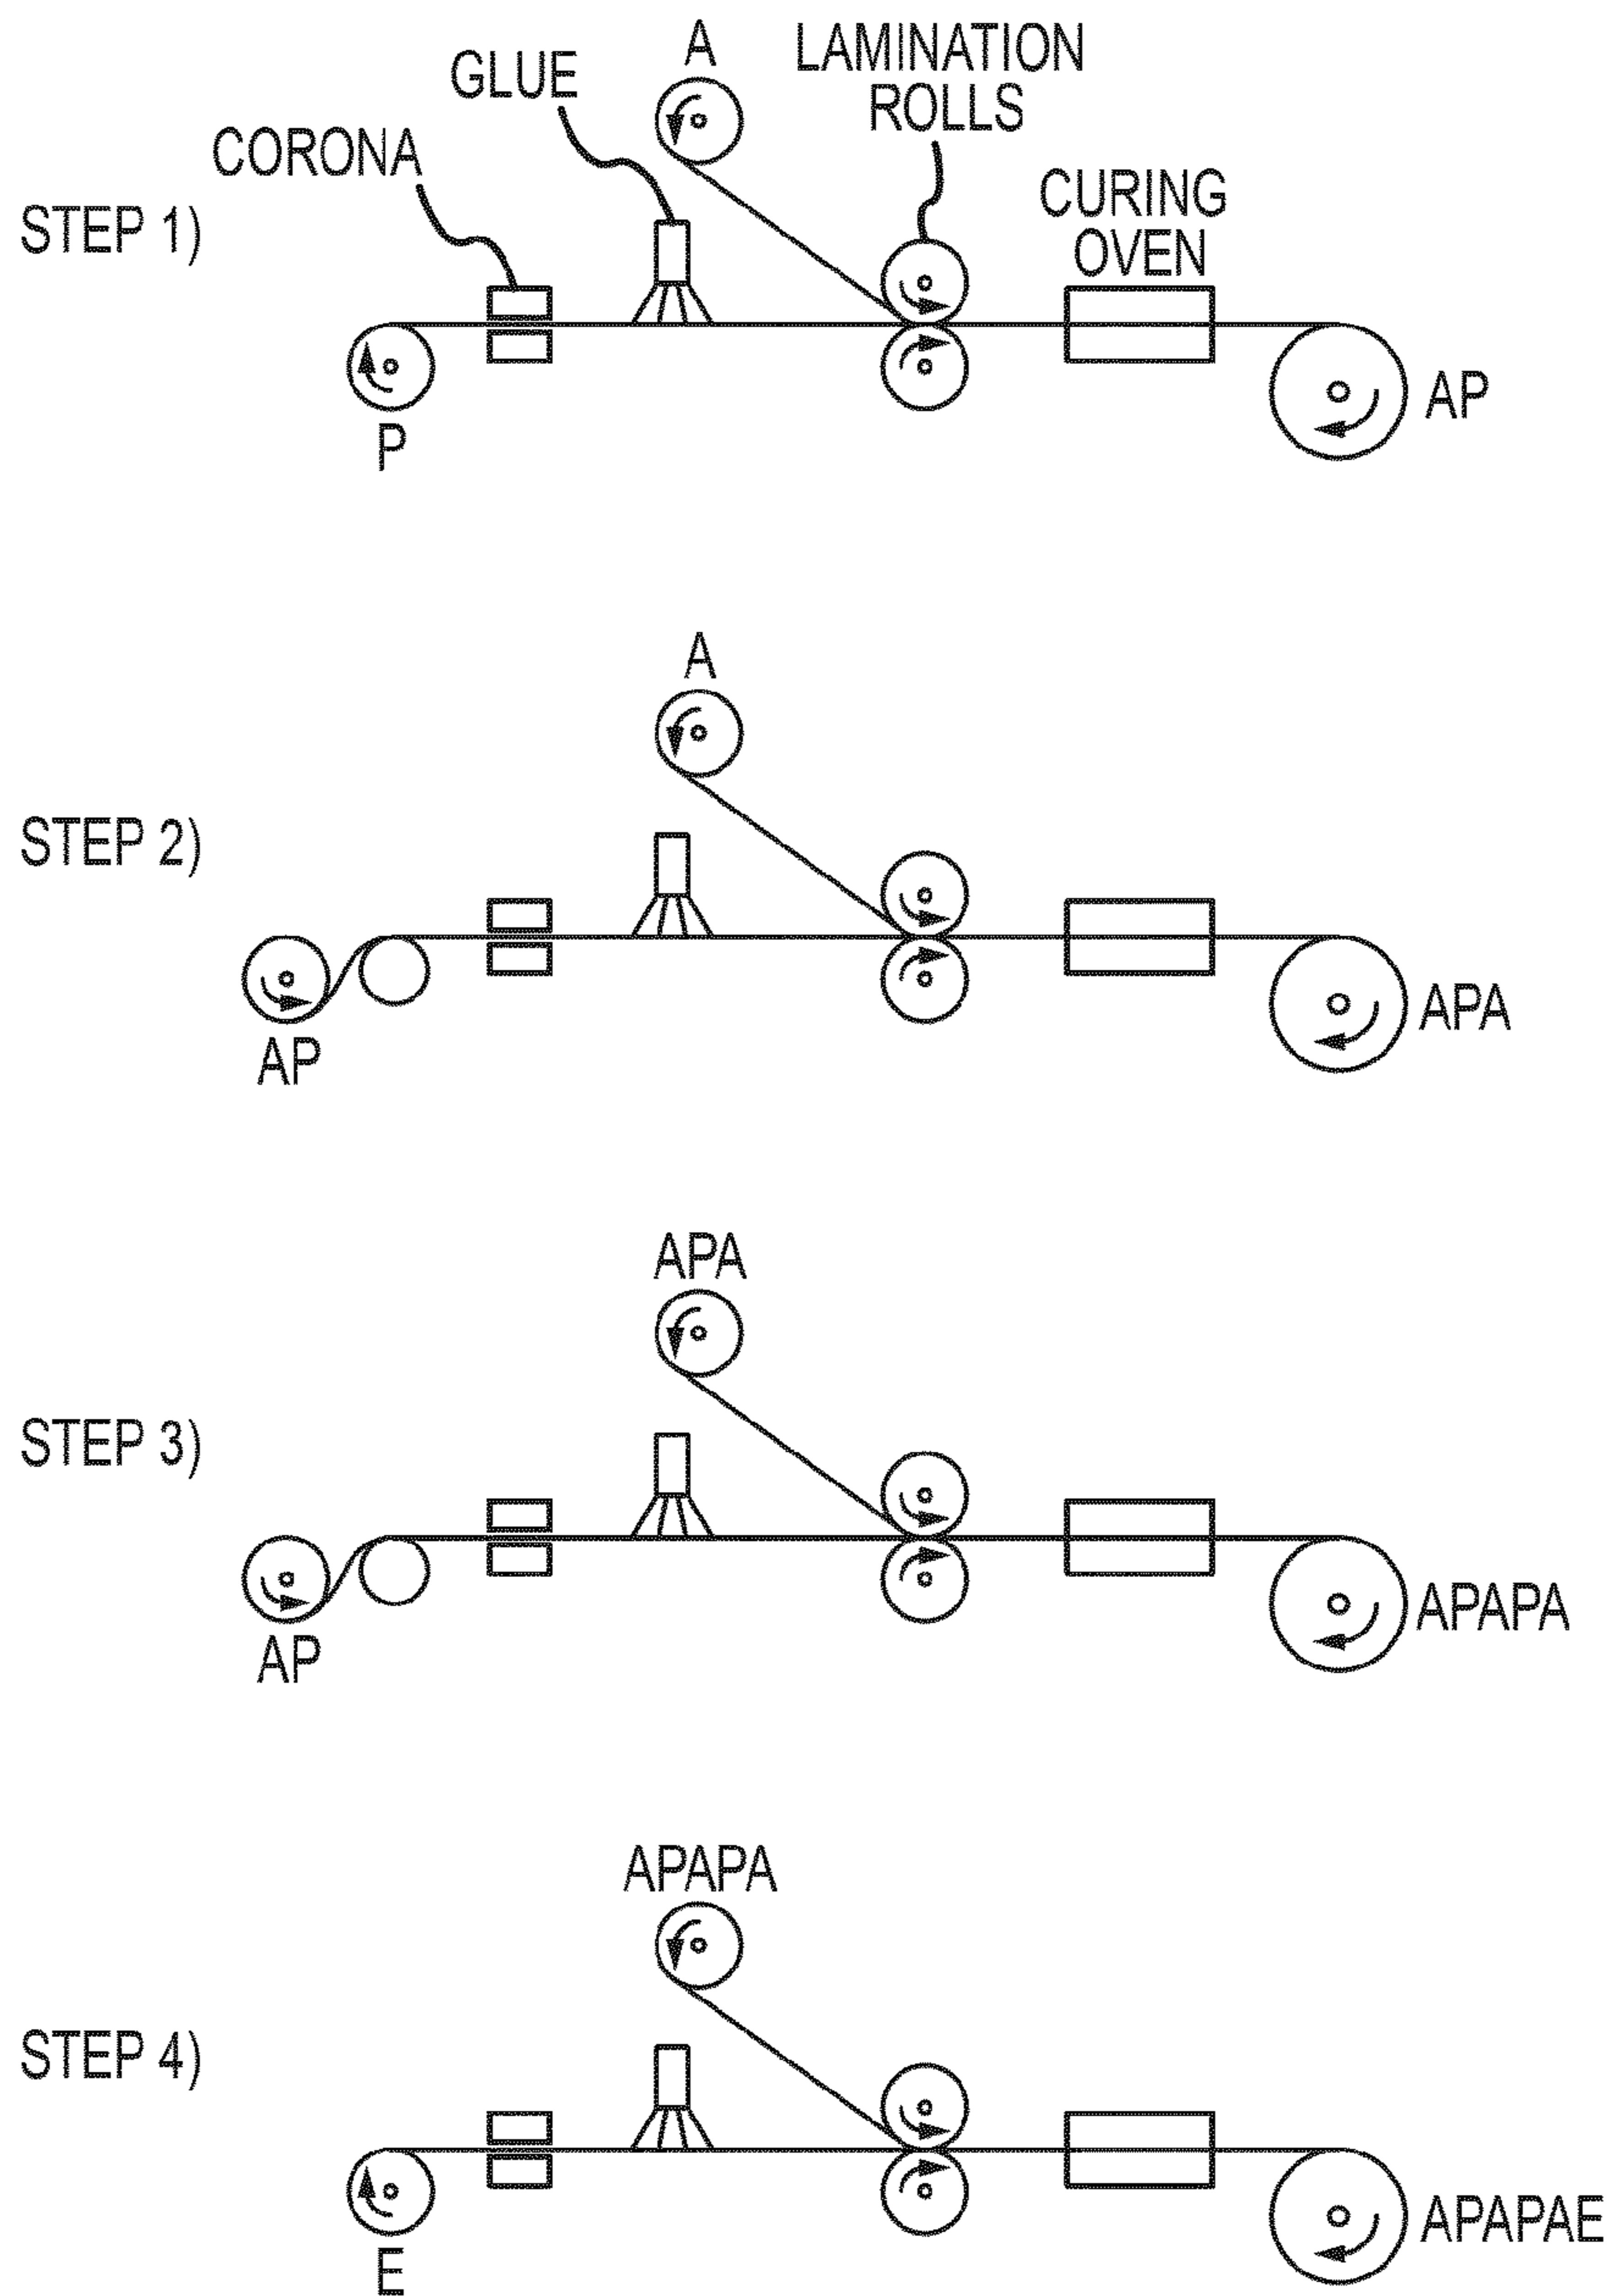 A
LAMINATION
ROLLS
GLUE
CORONA
CURING
OVEN
STEP 1)
AP
P
A
STEP 2)
APA
AP
APA
STEP 3)
APAPA
AP
APAPA
STEP 4)
APAPAE
E